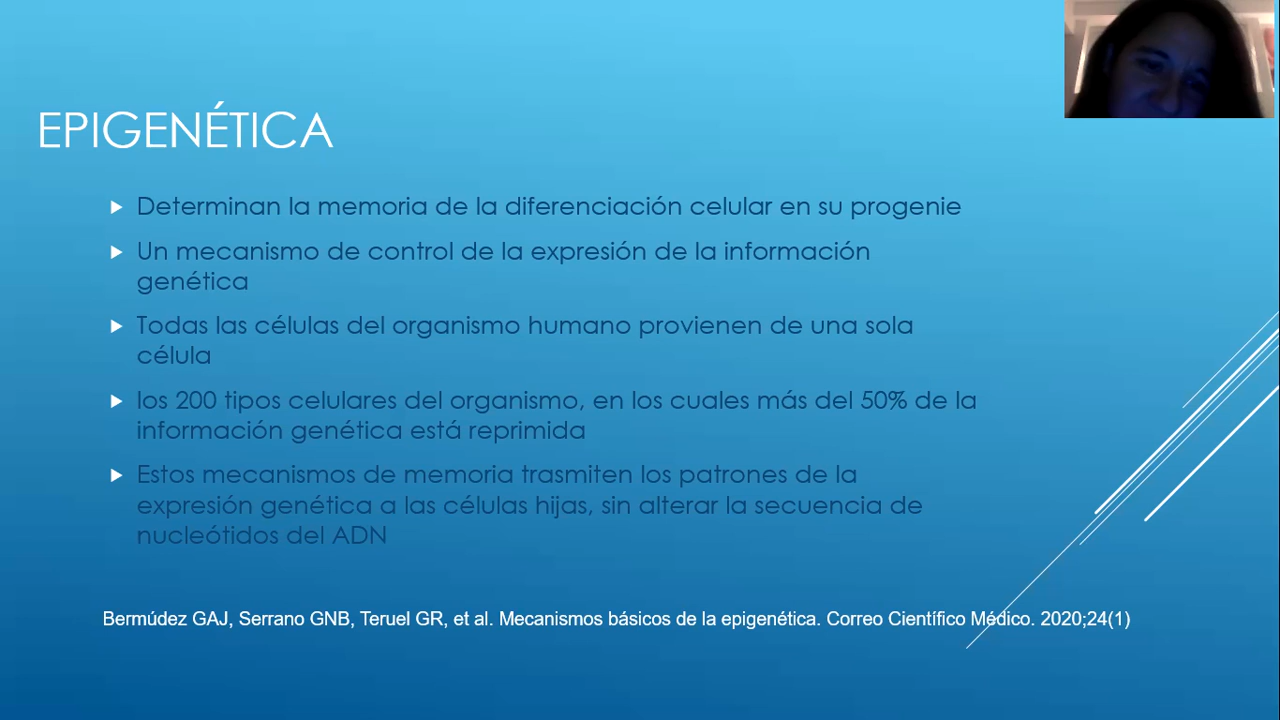 EPIGENÉTICA
Determinan la memoria de la diferenciación celular en su progenie
Un mecanismo de control de la expresión de la información
genética
Todas las células del organismo humano provienen de una sola
célula
los 200 tipos celulares del organismo, en los cuales más del 50% de la
información genética está reprimida
Estos mecanismos de memoria trasmiten los patrones de la
expresión genética a las células hijas, sin alterar la secuencia de
nucleótidos del ADN
Bermúdez GAJ, Serrano GNB, Teruel GR, et al. Mecanismos básicos de la epigenética. Correo Científico Médico. 2020;24(1)